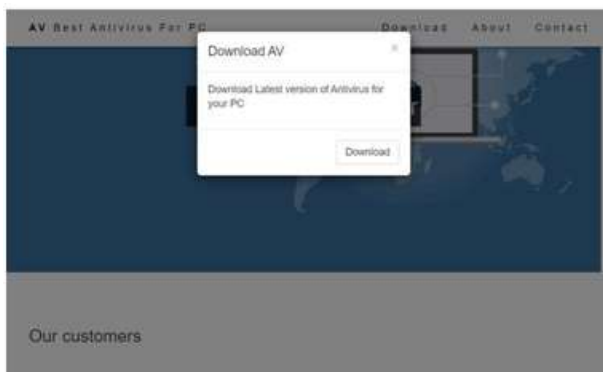 AV Best Antivirus For PC
Download About Contact
Download AV
×
Download Latest version of Antivirus for
your PC
Download
Our customers